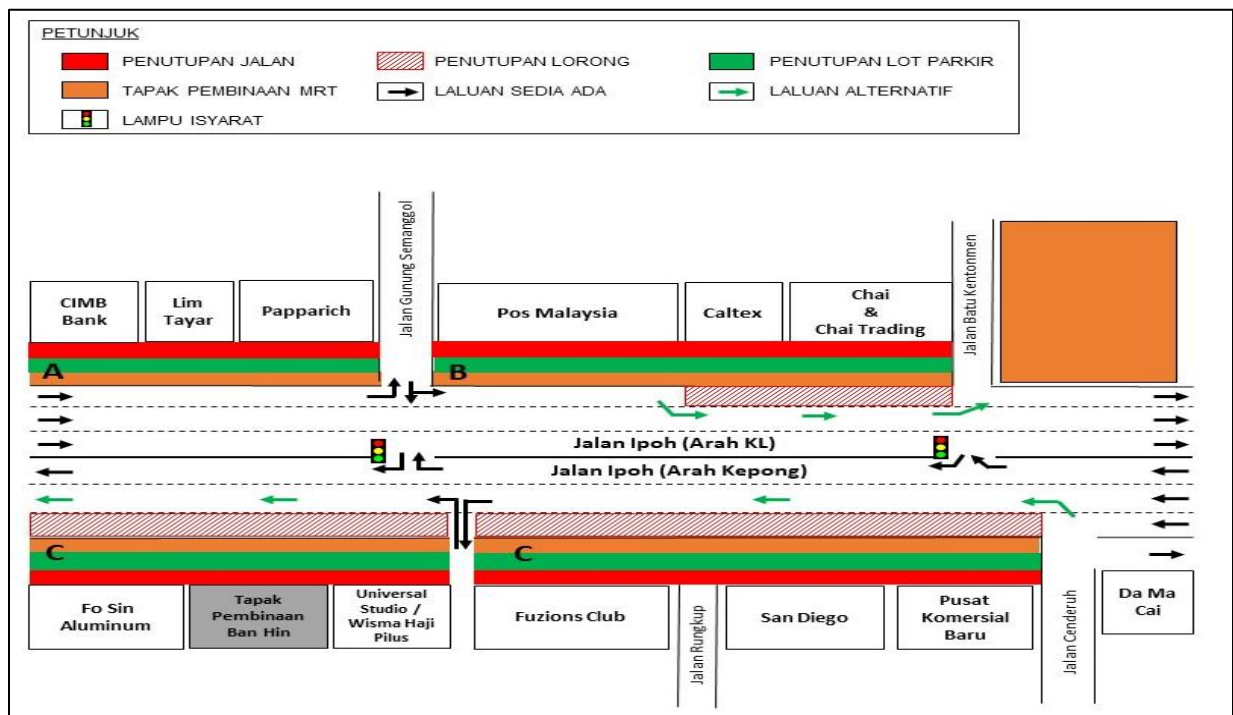 PETUNJUK
PENUTUPAN JALAN
PENUTUPAN LORONG
PENUTUPAN LOT PARKIR
TAPAK PEMBINAAN MRT
LALUAN SEDIA ADA
LALUAN ALTERNATIF
LAMPU ISYARAT
Jalan Gunung Semanggol
Jalan Batu Kentonmen
CIMB
Bank
Lim
Tayar
Papparich
Pos Malaysia
Caltex
Chai
&
Chai Trading
A
B
Jalan Ipoh (Arah KL)
Jalan Ipoh (Arah Kepong)
C
C
Fo Sin
Aluminum
Tapak
Pembinaan
Ban Hin
Universal
Studio /
Wisma Haji
Pilus
Fuzions Club
Jalan Rungkup
San Diego
Pusat
Komersial
Baru
Jalan Cenderuh
Da Ma
Cai